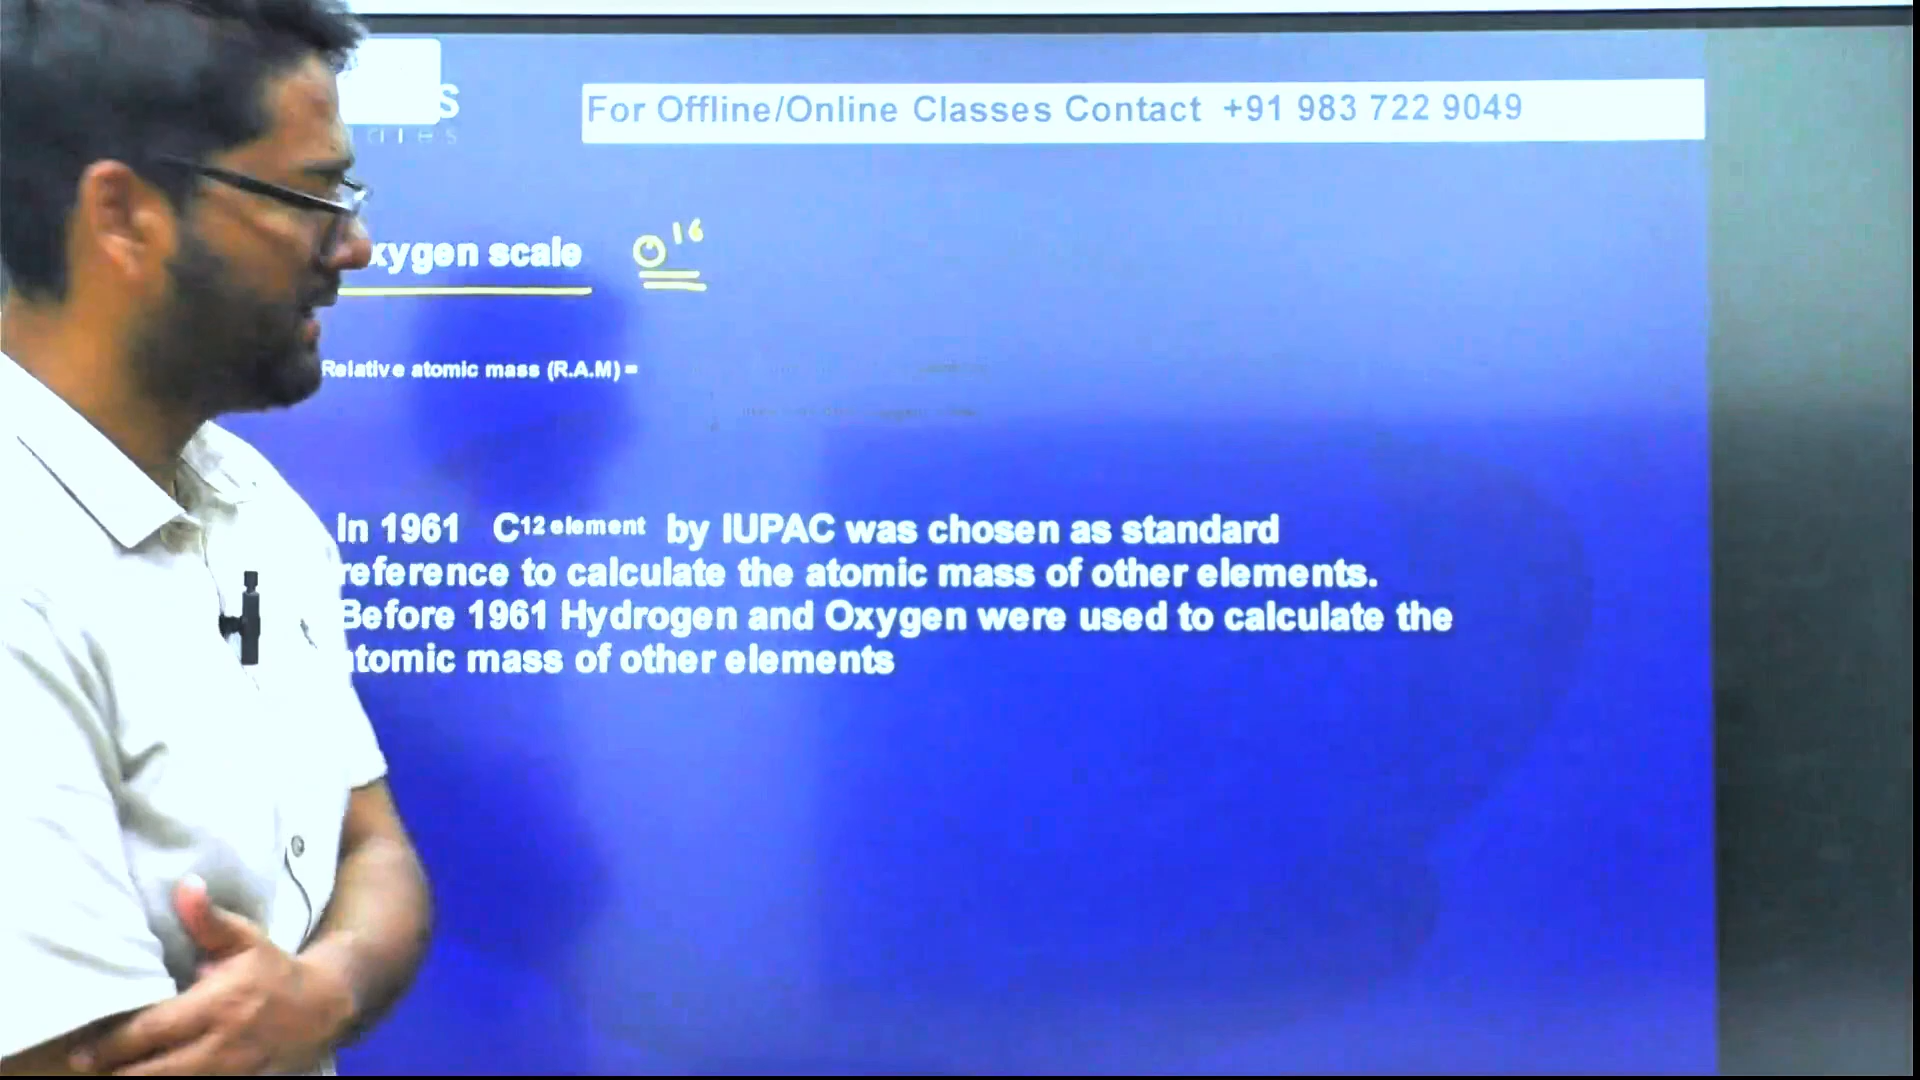 For Offline/Online Classes Contact +91 983 722 9049
xygen scale O¹⁶
Relative atomic mass (R.A.M) =
In 1961 C¹² ᵉˡᵉᵐᵉⁿᵗ by IUPAC was chosen as standard
reference to calculate the atomic mass of other elements.
Before 1961 Hydrogen and Oxygen were used to calculate the
atomic mass of other elements